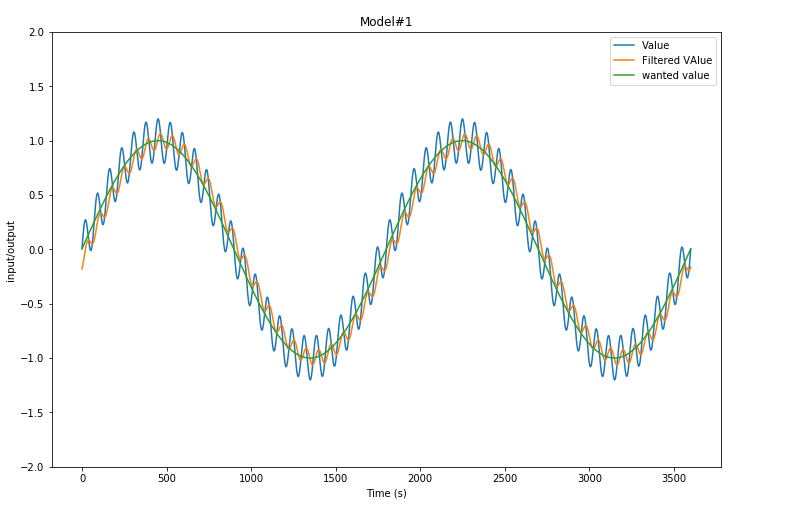 Model#1
Value
Filtered VAlue
wanted value
2.0
1.5
1.0
0.5
0.0
−0.5
−1.0
−1.5
−2.0
input/output
0 500 1000 1500 2000 2500 3000 3500
Time (s)